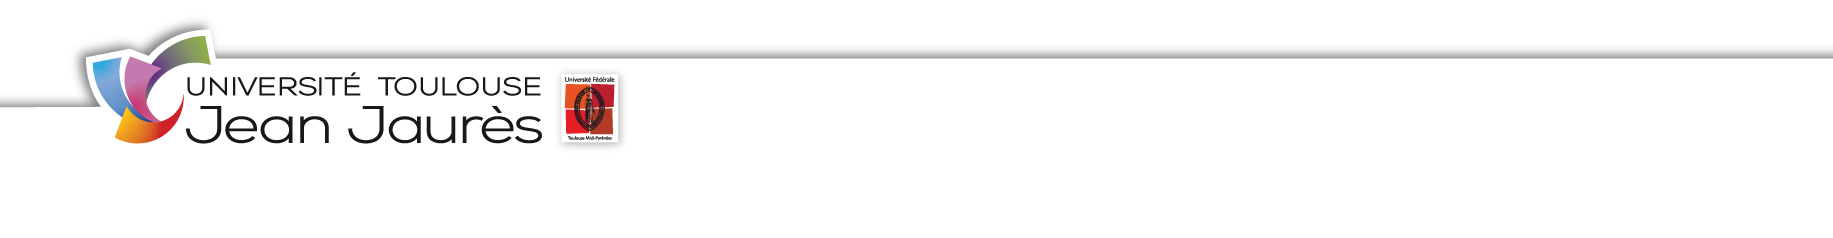 UNIVERSITÉ TOULOUSE
Jean Jaurès
Université Fédérale
Toulouse Midi-Pyrénées